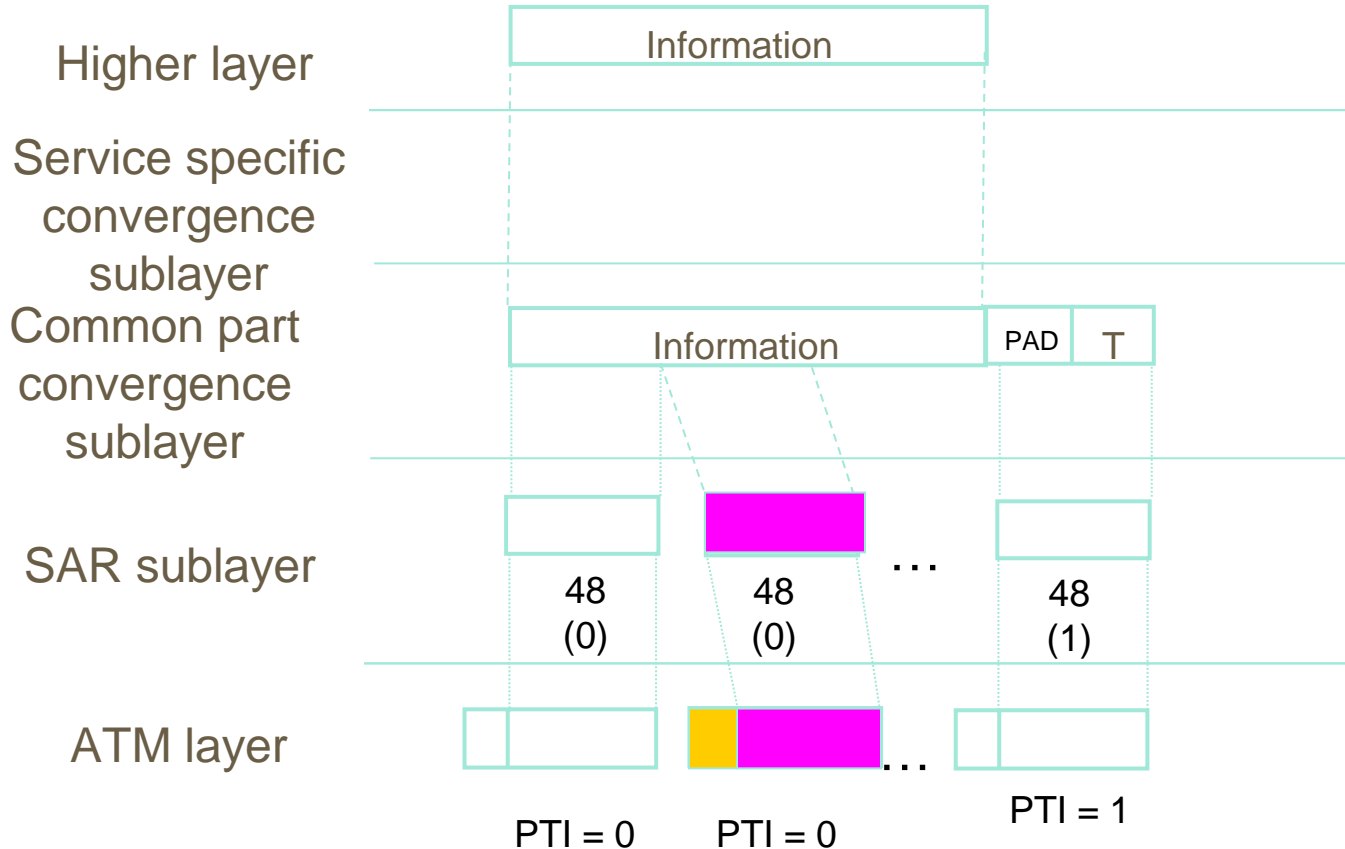 Information
Higher layer
Service specific
convergence
sublayer
Common part
convergence
sublayer
Information
PAD
T
SAR sublayer
48
(0)
48
(0)
...
48
(1)
ATM layer
...
PTI = 0
PTI = 0
PTI = 1